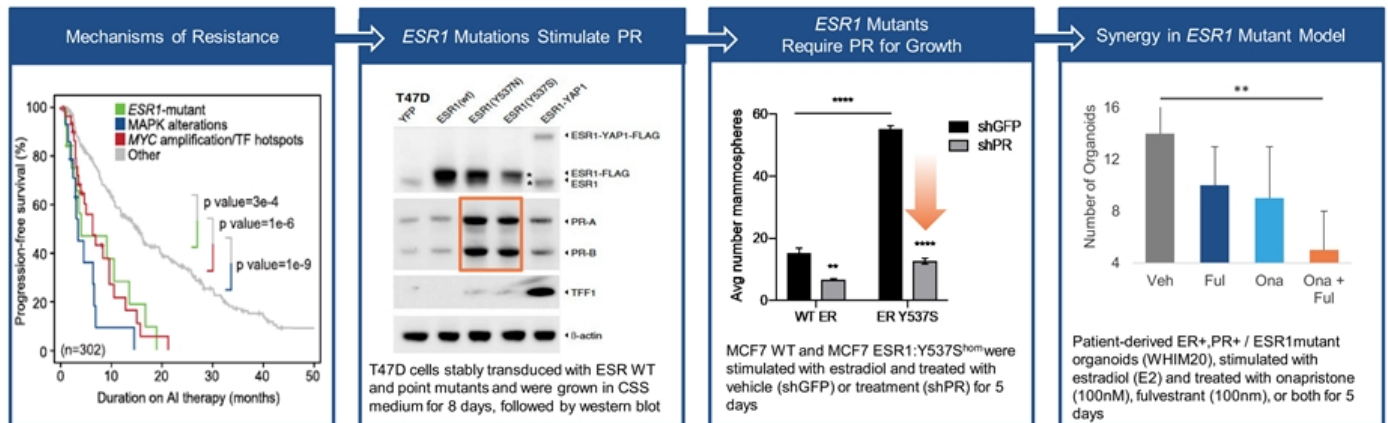 Mechanisms of Resistance
ESR1 Mutations Stimulate PR
ESR1 Mutants
Require PR for Growth
Synergy in ESR1 Mutant Model
Progression-free survival (%)
100
80
60
40
20
0
ESR1-mutant
MAPK alterations
MYC amplification/TF hotspots
Other
p value=3e-4
p value=1e-6
p value=1e-9
(n=302)
0 10 20 30 40 50
Duration on AI therapy (months)
T47D
YFP
ESR1(wt)
ESR1(Y537N)
ESR1(Y537S)
ESR1-YAP1
ESR1-YAP1-FLAG
ESR1-FLAG
* ESR1
*
PR-A
PR-B
TFF1
ß-actin
T47D cells stably transduced with ESR WT
and point mutants and were grown in CSS
medium for 8 days, followed by western blot
Avg number mammospheres
60
40
20
0
****
shGFP
shPR
**
****
WT ER
ER Y537S
MCF7 WT and MCF7 ESR1:Y537Shom were
stimulated with estradiol and treated with
vehicle (shGFP) or treatment (shPR) for 5
days
Number of Organoids
16
12
8
4
**
Veh Ful Ona Ona +
Ful
Patient-derived ER+,PR+ / ESR1mutant
organoids (WHIM20), stimulated with
estradiol (E2) and treated with onapristone
(100nM), fulvestrant (100nm), or both for 5
days